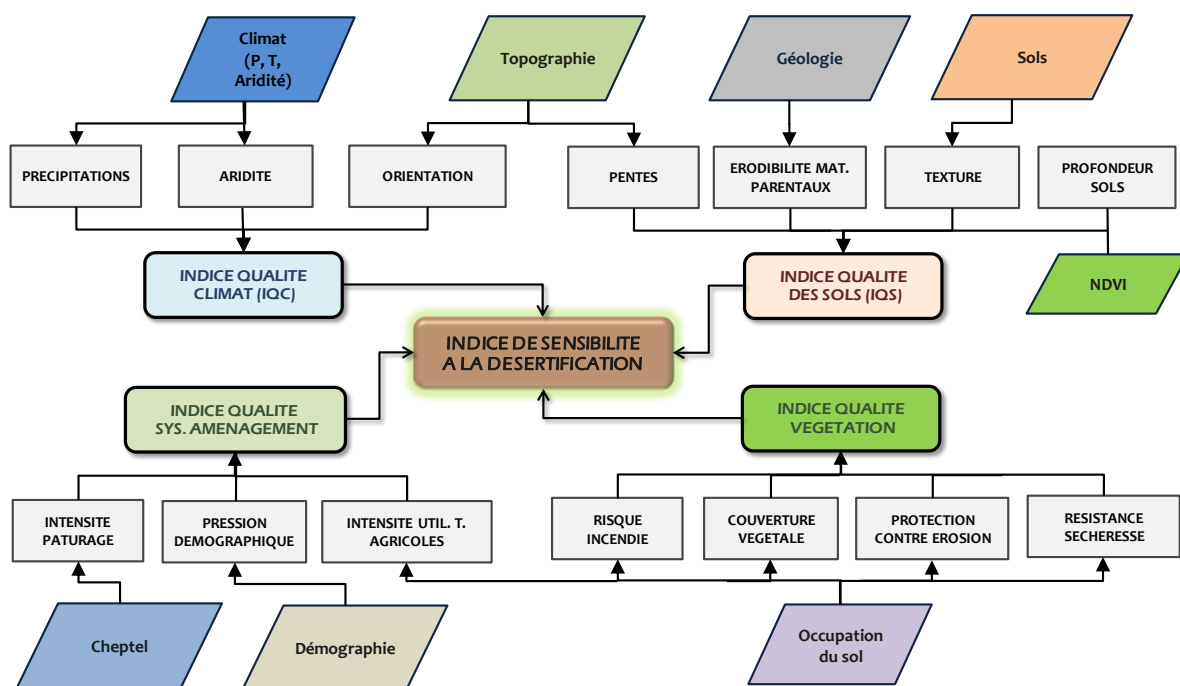 Climat
(P, T,
Aridité)
Topographie
Géologie
Sols
PRECIPITATIONS
ARIDITE
ORIENTATION
PENTES
ERODIBILITE MAT.
PARENTAUX
TEXTURE
PROFONDEUR
SOLS
INDICE QUALITE
CLIMAT (IQC)
INDICE QUALITE
DES SOLS (IQS)
NDVI
INDICE DE SENSIBILITE
A LA DESERTIFICATION
INDICE QUALITE
SYS. AMENAGEMENT
INDICE QUALITE
VEGETATION
INTENSITE
PATURAGE
PRESSION
DEMOGRAPHIQUE
INTENSITE UTIL. T.
AGRICOLES
RISQUE
INCENDIE
COUVERTURE
VEGETALE
PROTECTION
CONTRE EROSION
RESISTANCE
SECHERESSE
Cheptel
Démographie
Occupation
du sol